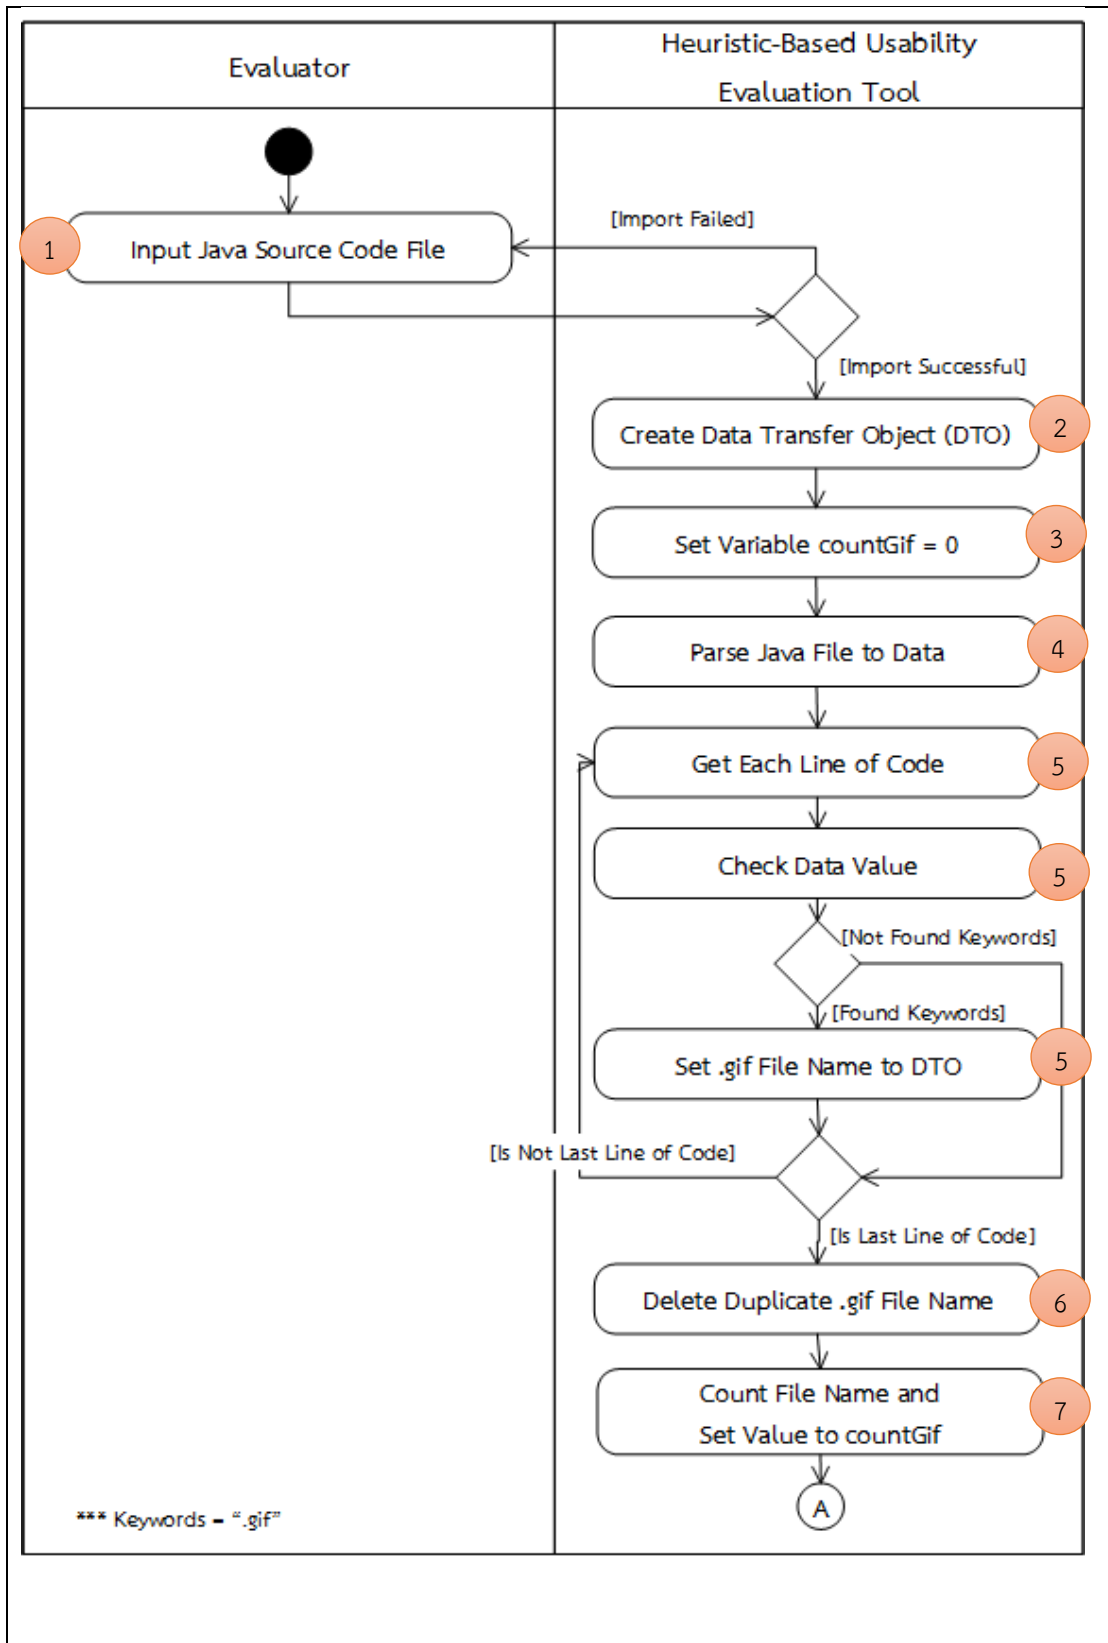 Evaluator
Heuristic-Based Usability
Evaluation Tool
[Import Failed]
1
Input Java Source Code File
[Import Successful]
Create Data Transfer Object (DTO)
2
Set Variable countGif = 0
3
Parse Java File to Data
4
Get Each Line of Code
5
Check Data Value
5
[Not Found Keywords]
[Found Keywords]
Set .gif File Name to DTO
5
[Is Not Last Line of Code]
[Is Last Line of Code]
Delete Duplicate .gif File Name
6
Count File Name and
Set Value to countGif
7
A
*** Keywords = “.gif”